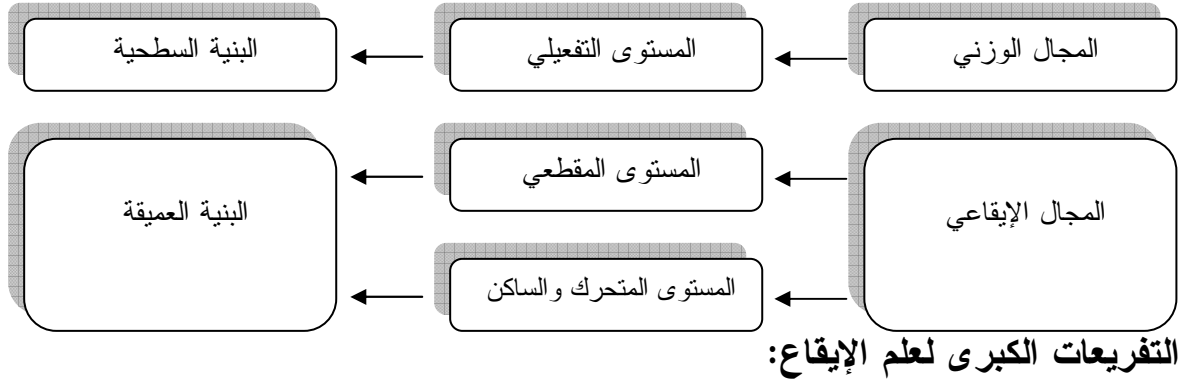 المجال الوزني
المستوى التفعيلي
البنية السطحية
المجال الإيقاعي
المستوى المقطعي
البنية العميقة
المستوى المتحرك والساكن
التفريعات الكبرى لعلم الإيقاع: